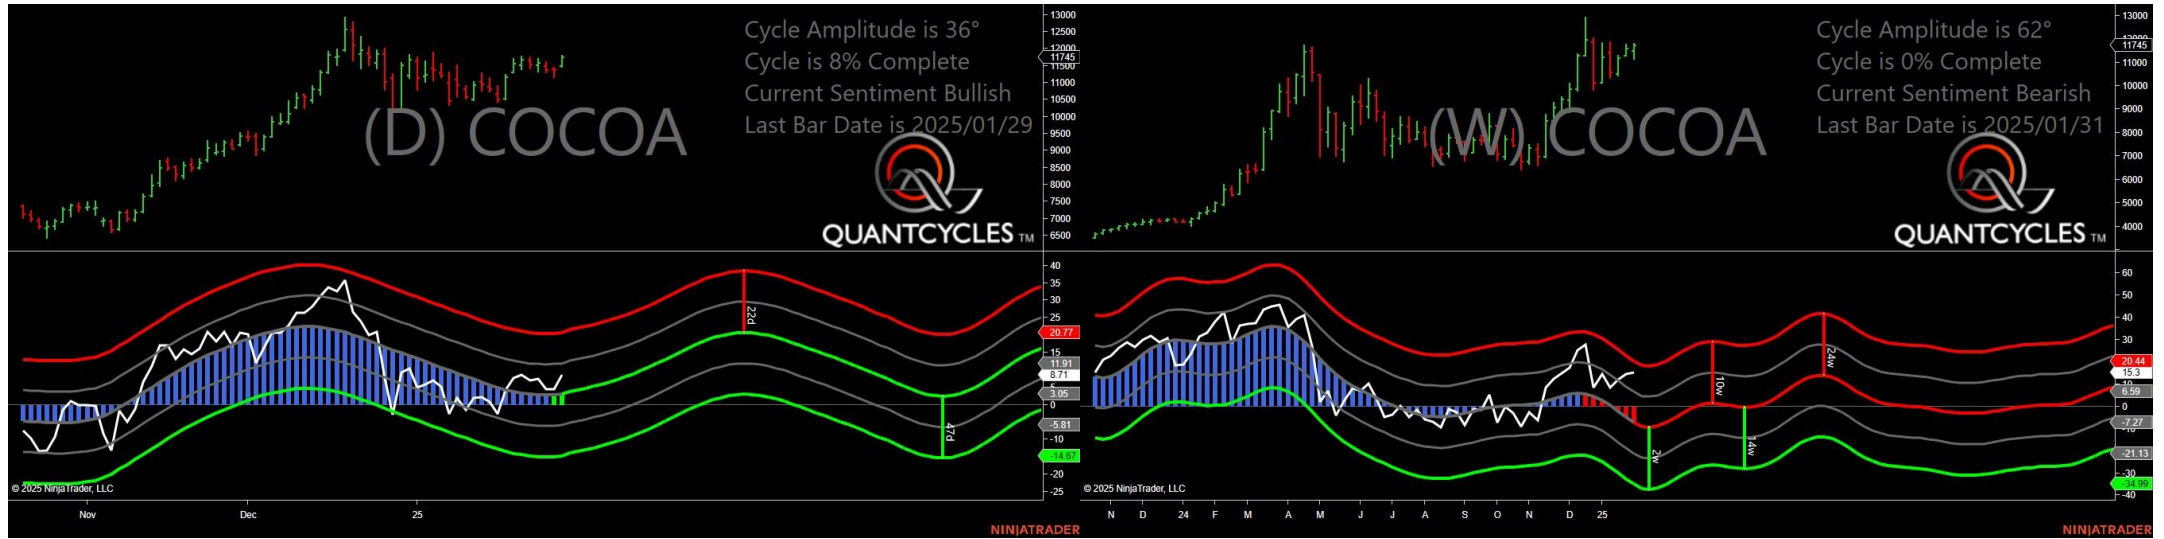 Cycle Amplitude is 36°
Cycle is 8% Complete
Current Sentiment Bullish
Last Bar Date is 2025/01/29
(D) COCOA
QUANTCYCLES TM
13000
12500
12000
11745
11500
11000
10500
10000
9500
9000
8500
8000
7500
7000
6500
22d
47d
40
35
30
25
20.77
15
11.91
8.71
5
3.05
0
-5.81
-10
-14.67
-20
-25
© 2025 NinjaTrader, LLC
Nov Dec 25
NINJATRADER
Cycle Amplitude is 62°
Cycle is 0% Complete
Current Sentiment Bearish
Last Bar Date is 2025/01/31
(W) COCOA
QUANTCYCLES TM
13000
12000
11745
11000
10000
9000
8000
7000
6000
5000
4000
2w
10w
14w
24w
60
50
40
30
20.44
15.3
10
6.59
0
-7.27
-10
-21.13
-30
-34.99
-40
© 2025 NinjaTrader, LLC
N D 24 F M A M J J A S O N D 25
NINJATRADER